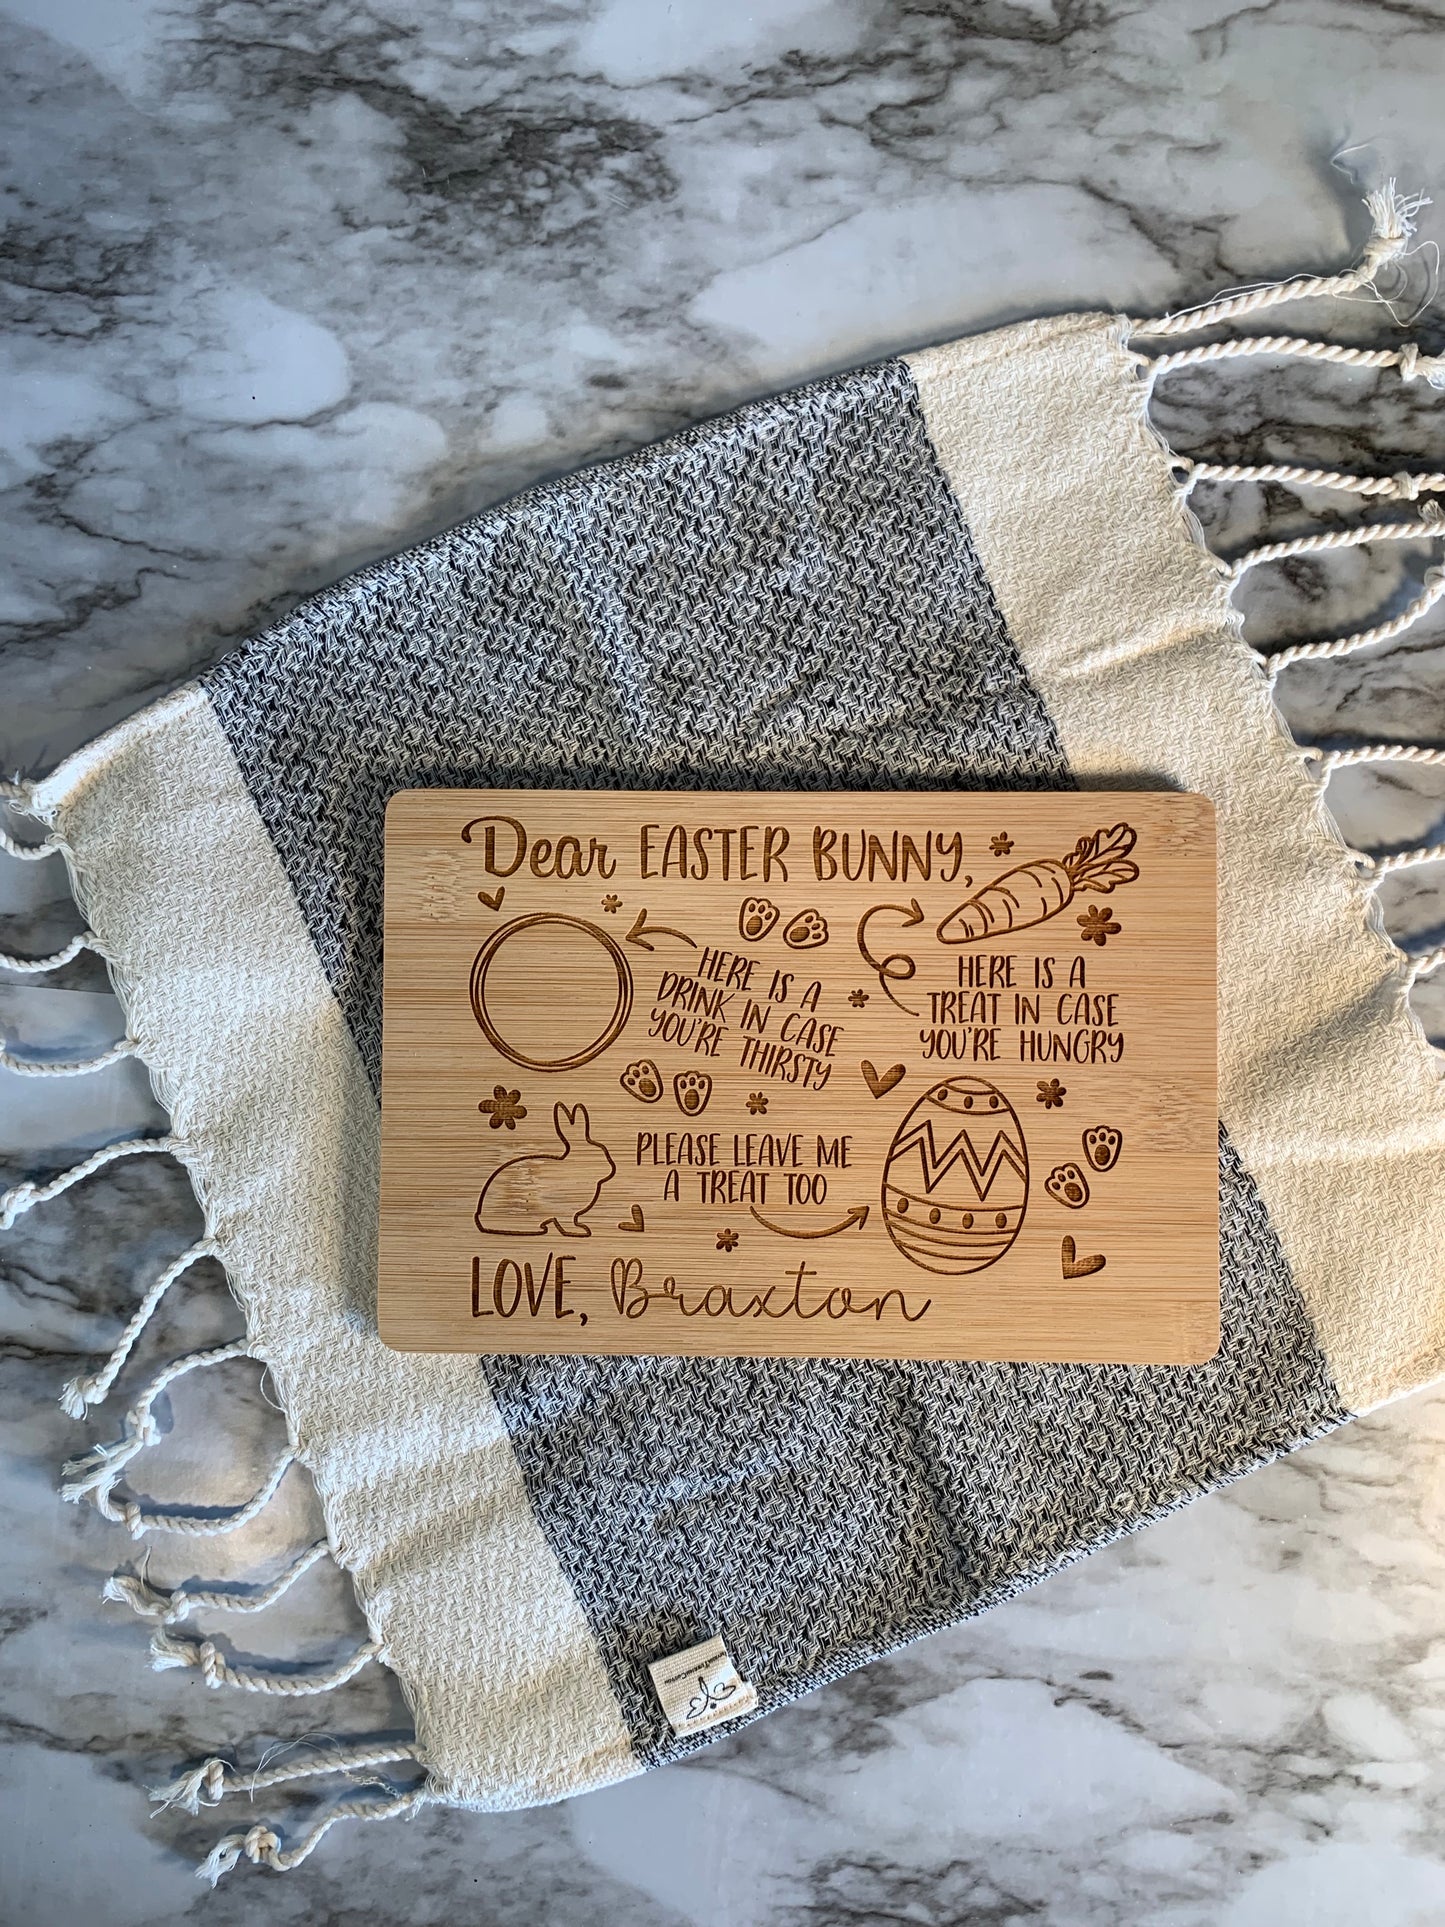 Dear EASTER BUNNY,
HERE IS A
DRINK IN CASE
YOU'RE THIRSTY
HERE IS A
TREAT IN CASE
YOU'RE HUNGRY
PLEASE LEAVE ME
A TREAT TOO
LOVE, Braxton